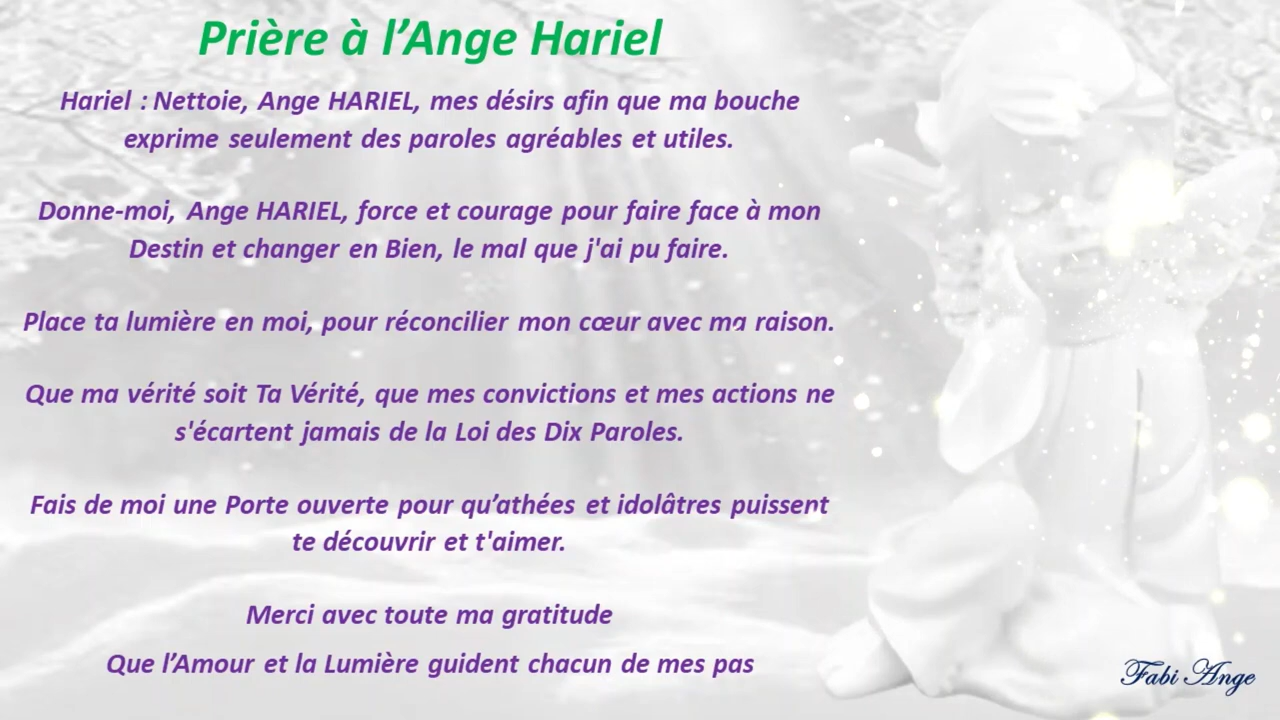 Prière à l’Ange Hariel
Hariel : Nettoie, Ange HARIEL, mes désirs afin que ma bouche
exprime seulement des paroles agréables et utiles.
Donne-moi, Ange HARIEL, force et courage pour faire face à mon
Destin et changer en Bien, le mal que j'ai pu faire.
Place ta lumière en moi, pour réconcilier mon cœur avec ma raison.
Que ma vérité soit Ta Vérité, que mes convictions et mes actions ne
s'écartent jamais de la Loi des Dix Paroles.
Fais de moi une Porte ouverte pour qu’athées et idolâtres puissent
te découvrir et t'aimer.
Merci avec toute ma gratitude
Que l’Amour et la Lumière guident chacun de mes pas
Fabi Ange